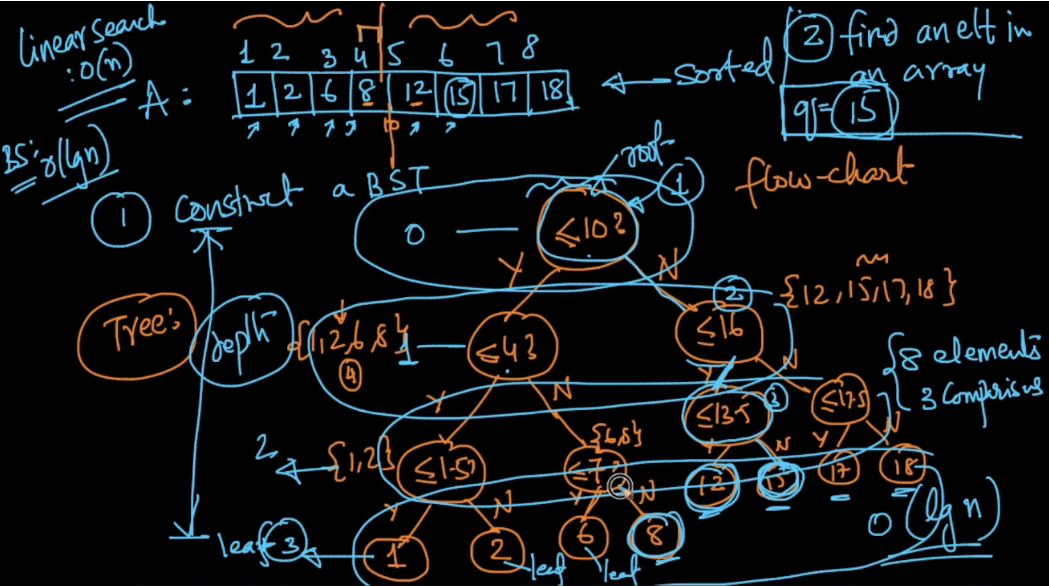 linear search
: O(n)
BS: O(lg n)
1 2 3 4 5 6 7 8
A: 1 2 6 8 12 15 17 18
10
← sorted
2 find an elt in
an array
q = 15
1 Construct a BST
root
1
flow-chart
0 — ≤10?
Y N
Tree: depth
{1,2,6,8}
4
1 — ≤4?
2
≤16
{12,15,17,18}
Y N
Y N
{8 elements
3 Comparisons
2 ← {1,2} ≤1.5?
{6,8}
≤7?
≤13.5
3
≤17.5
Y N
Y N
Y N
Y N
12 15 17 18
leaf 3 ← 1 2 6 8
leaf leaf
O(lg n)